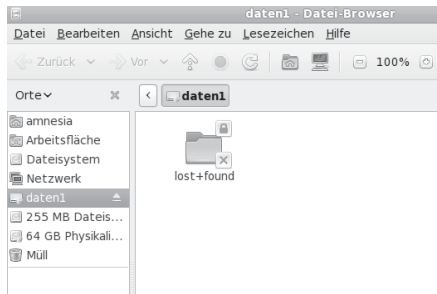 daten1 - Datei-Browser
Datei Bearbeiten Ansicht Gehe zu Lesezeichen Hilfe
Zurück Vor 100%
Orte daten1
amnesia
Arbeitsfläche
Dateisystem
Netzwerk
daten1
255 MB Dateis...
64 GB Physikali...
Müll
lost+found